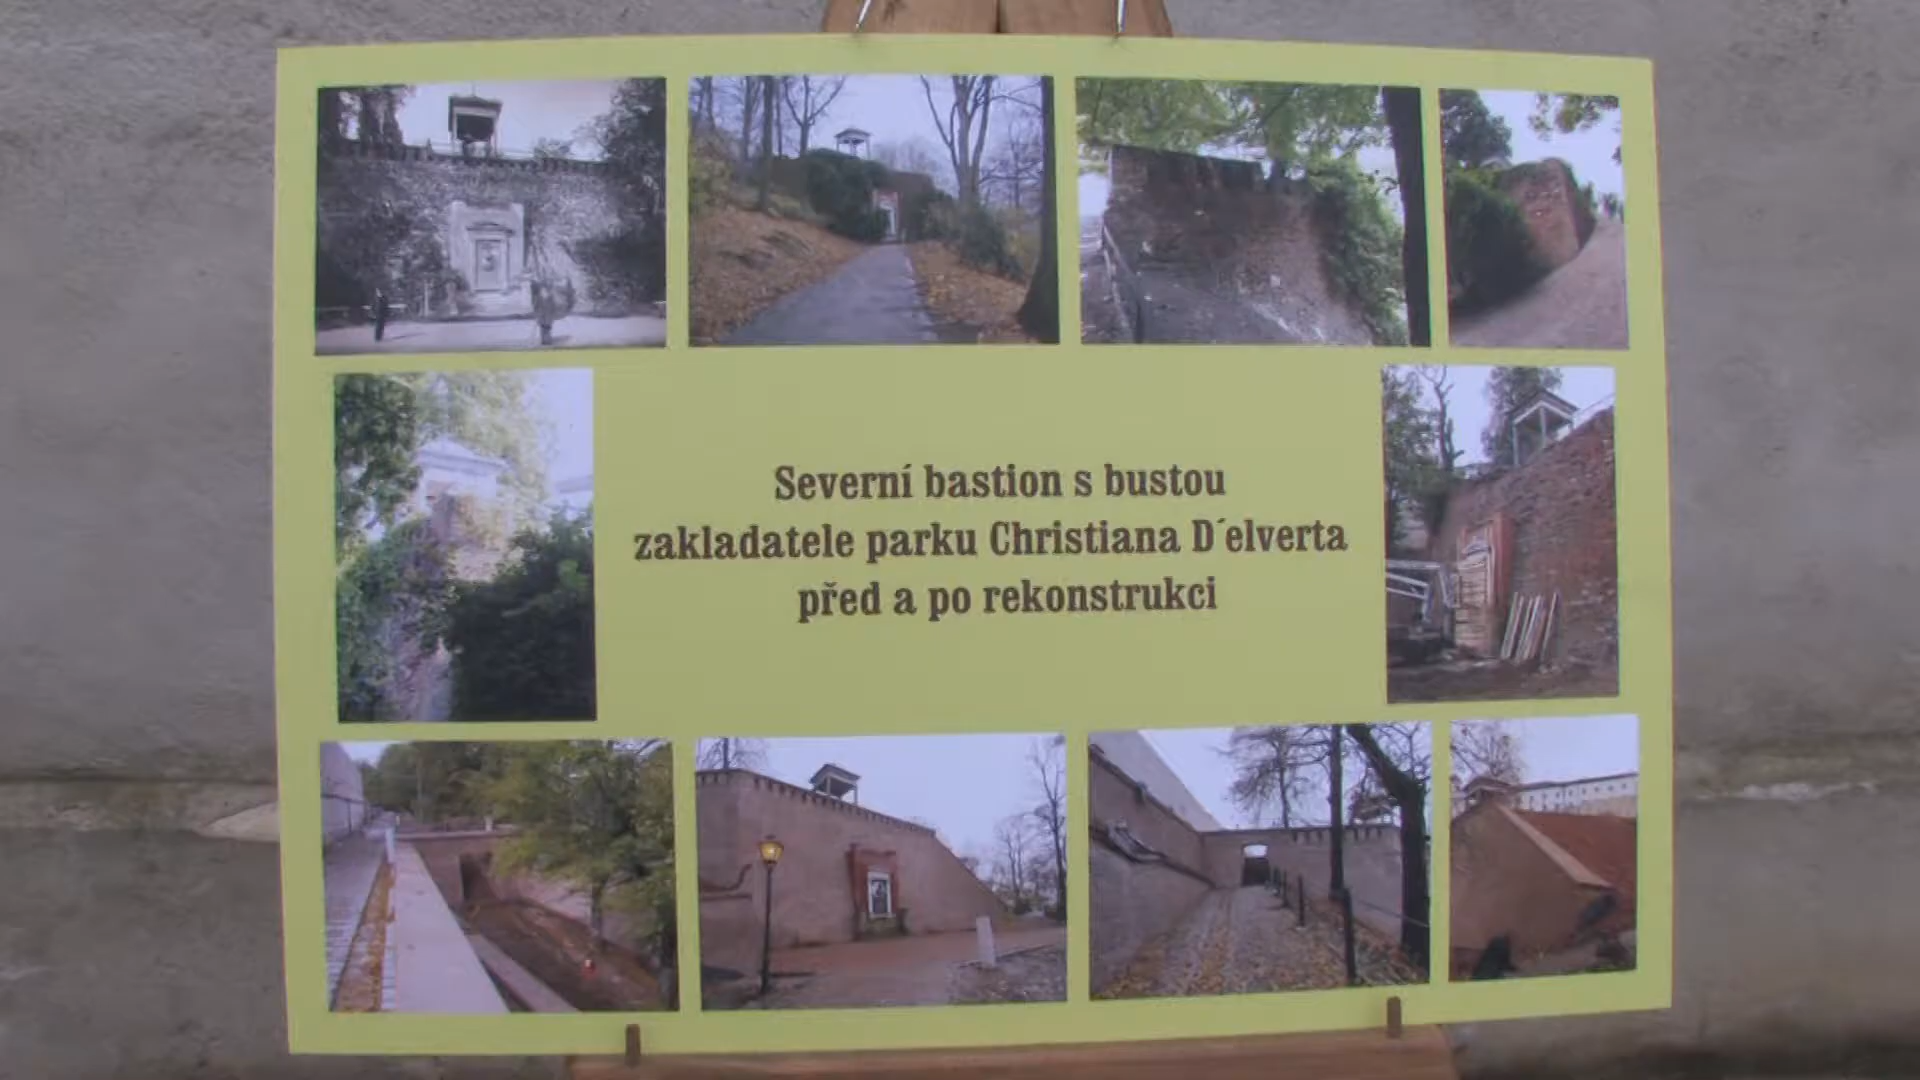 Severní bastion s bustou
zakladatele parku Christiana D´elverta
před a po rekonstrukci